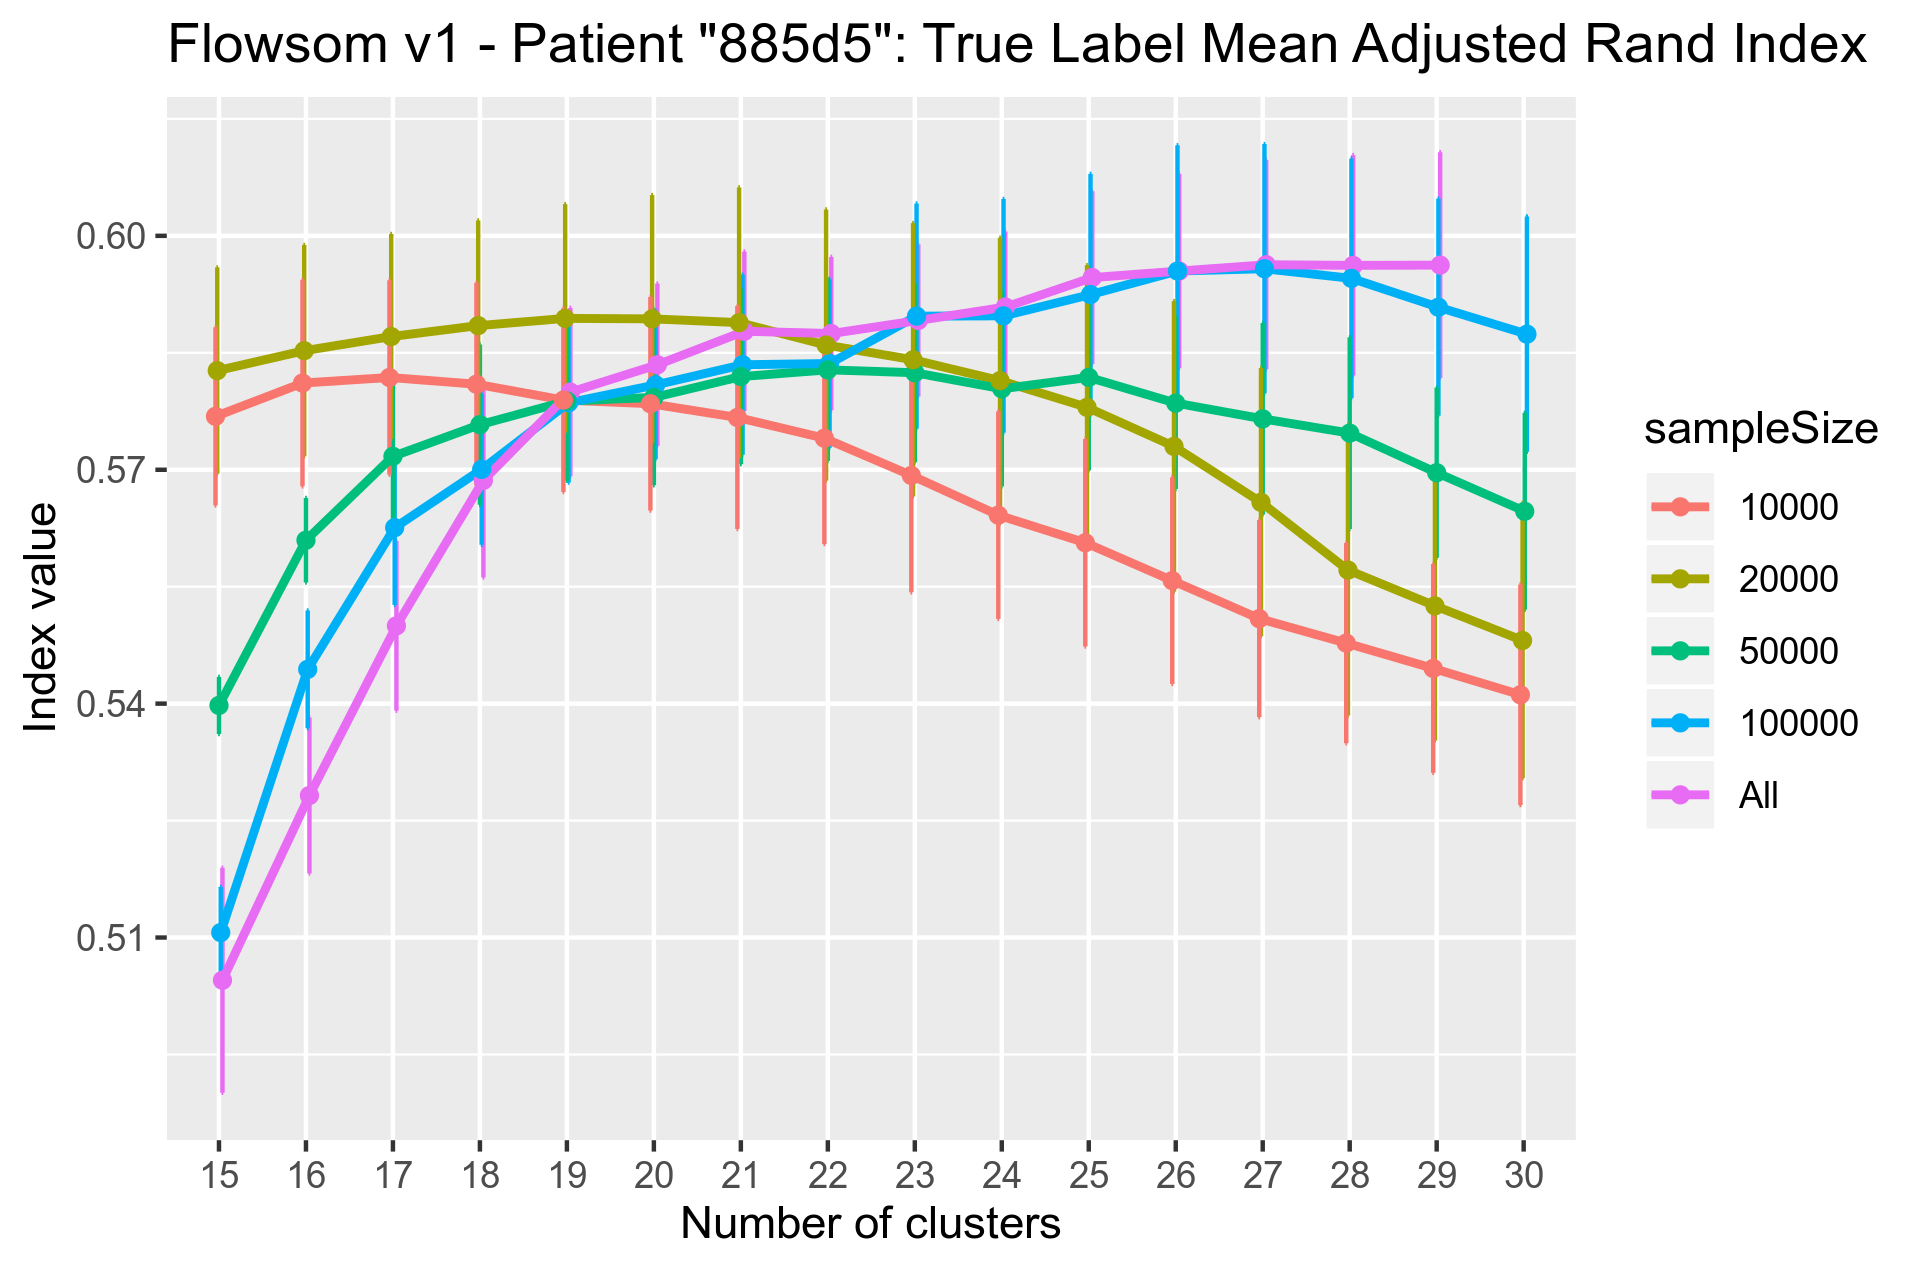 Flowsom v1 - Patient "885d5": True Label Mean Adjusted Rand Index
Index value
0.60
0.57
0.54
0.51
15 16 17 18 19 20 21 22 23 24 25 26 27 28 29 30
Number of clusters
sampleSize
10000
20000
50000
100000
All